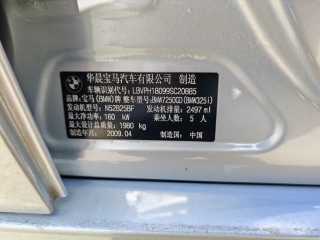 华晨宝马汽车有限公司 制造
车辆识别代号: LBVPH18099SC20885
品牌: 宝马(BMW)牌 整车型号:BMW7250GD(BMW325i)
发动机型号: N52B25BF 发动机排量: 2497 ml
最大净功率: 160 kW 乘坐人数: 5 人
最大设计总质量: 1980 kg
制造年月: 2009.04 制造国: 中国